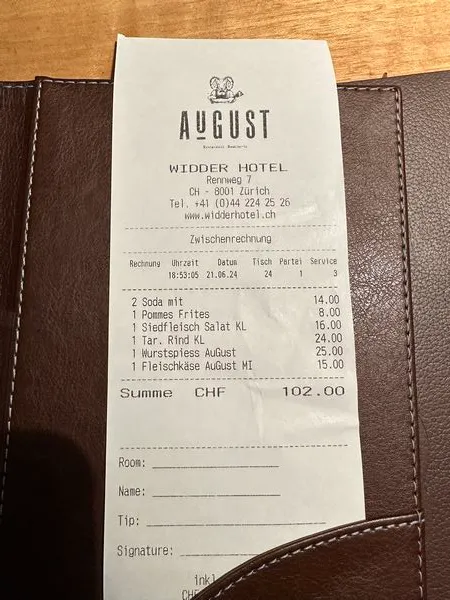 AuGUST
WIDDER HOTEL
Rennweg 7
CH - 8001 Zürich
Tel. +41 (0)44 224 25 26
www.widderhotel.ch
Zwischenrechnung
Rechnung Uhrzeit Datum Tisch Partei Service
18:53:05 21.06.24 24 1 3
2 Soda mit 14.00
1 Pommes Frites 8.00
1 Siedfleisch Salat KL 16.00
1 Tar. Rind KL 24.00
1 Wurstspiess AuGust 25.00
1 Fleischkäse AuGust MI 15.00
Summe CHF 102.00
Room:
Name:
Tip:
Signature:
inkl